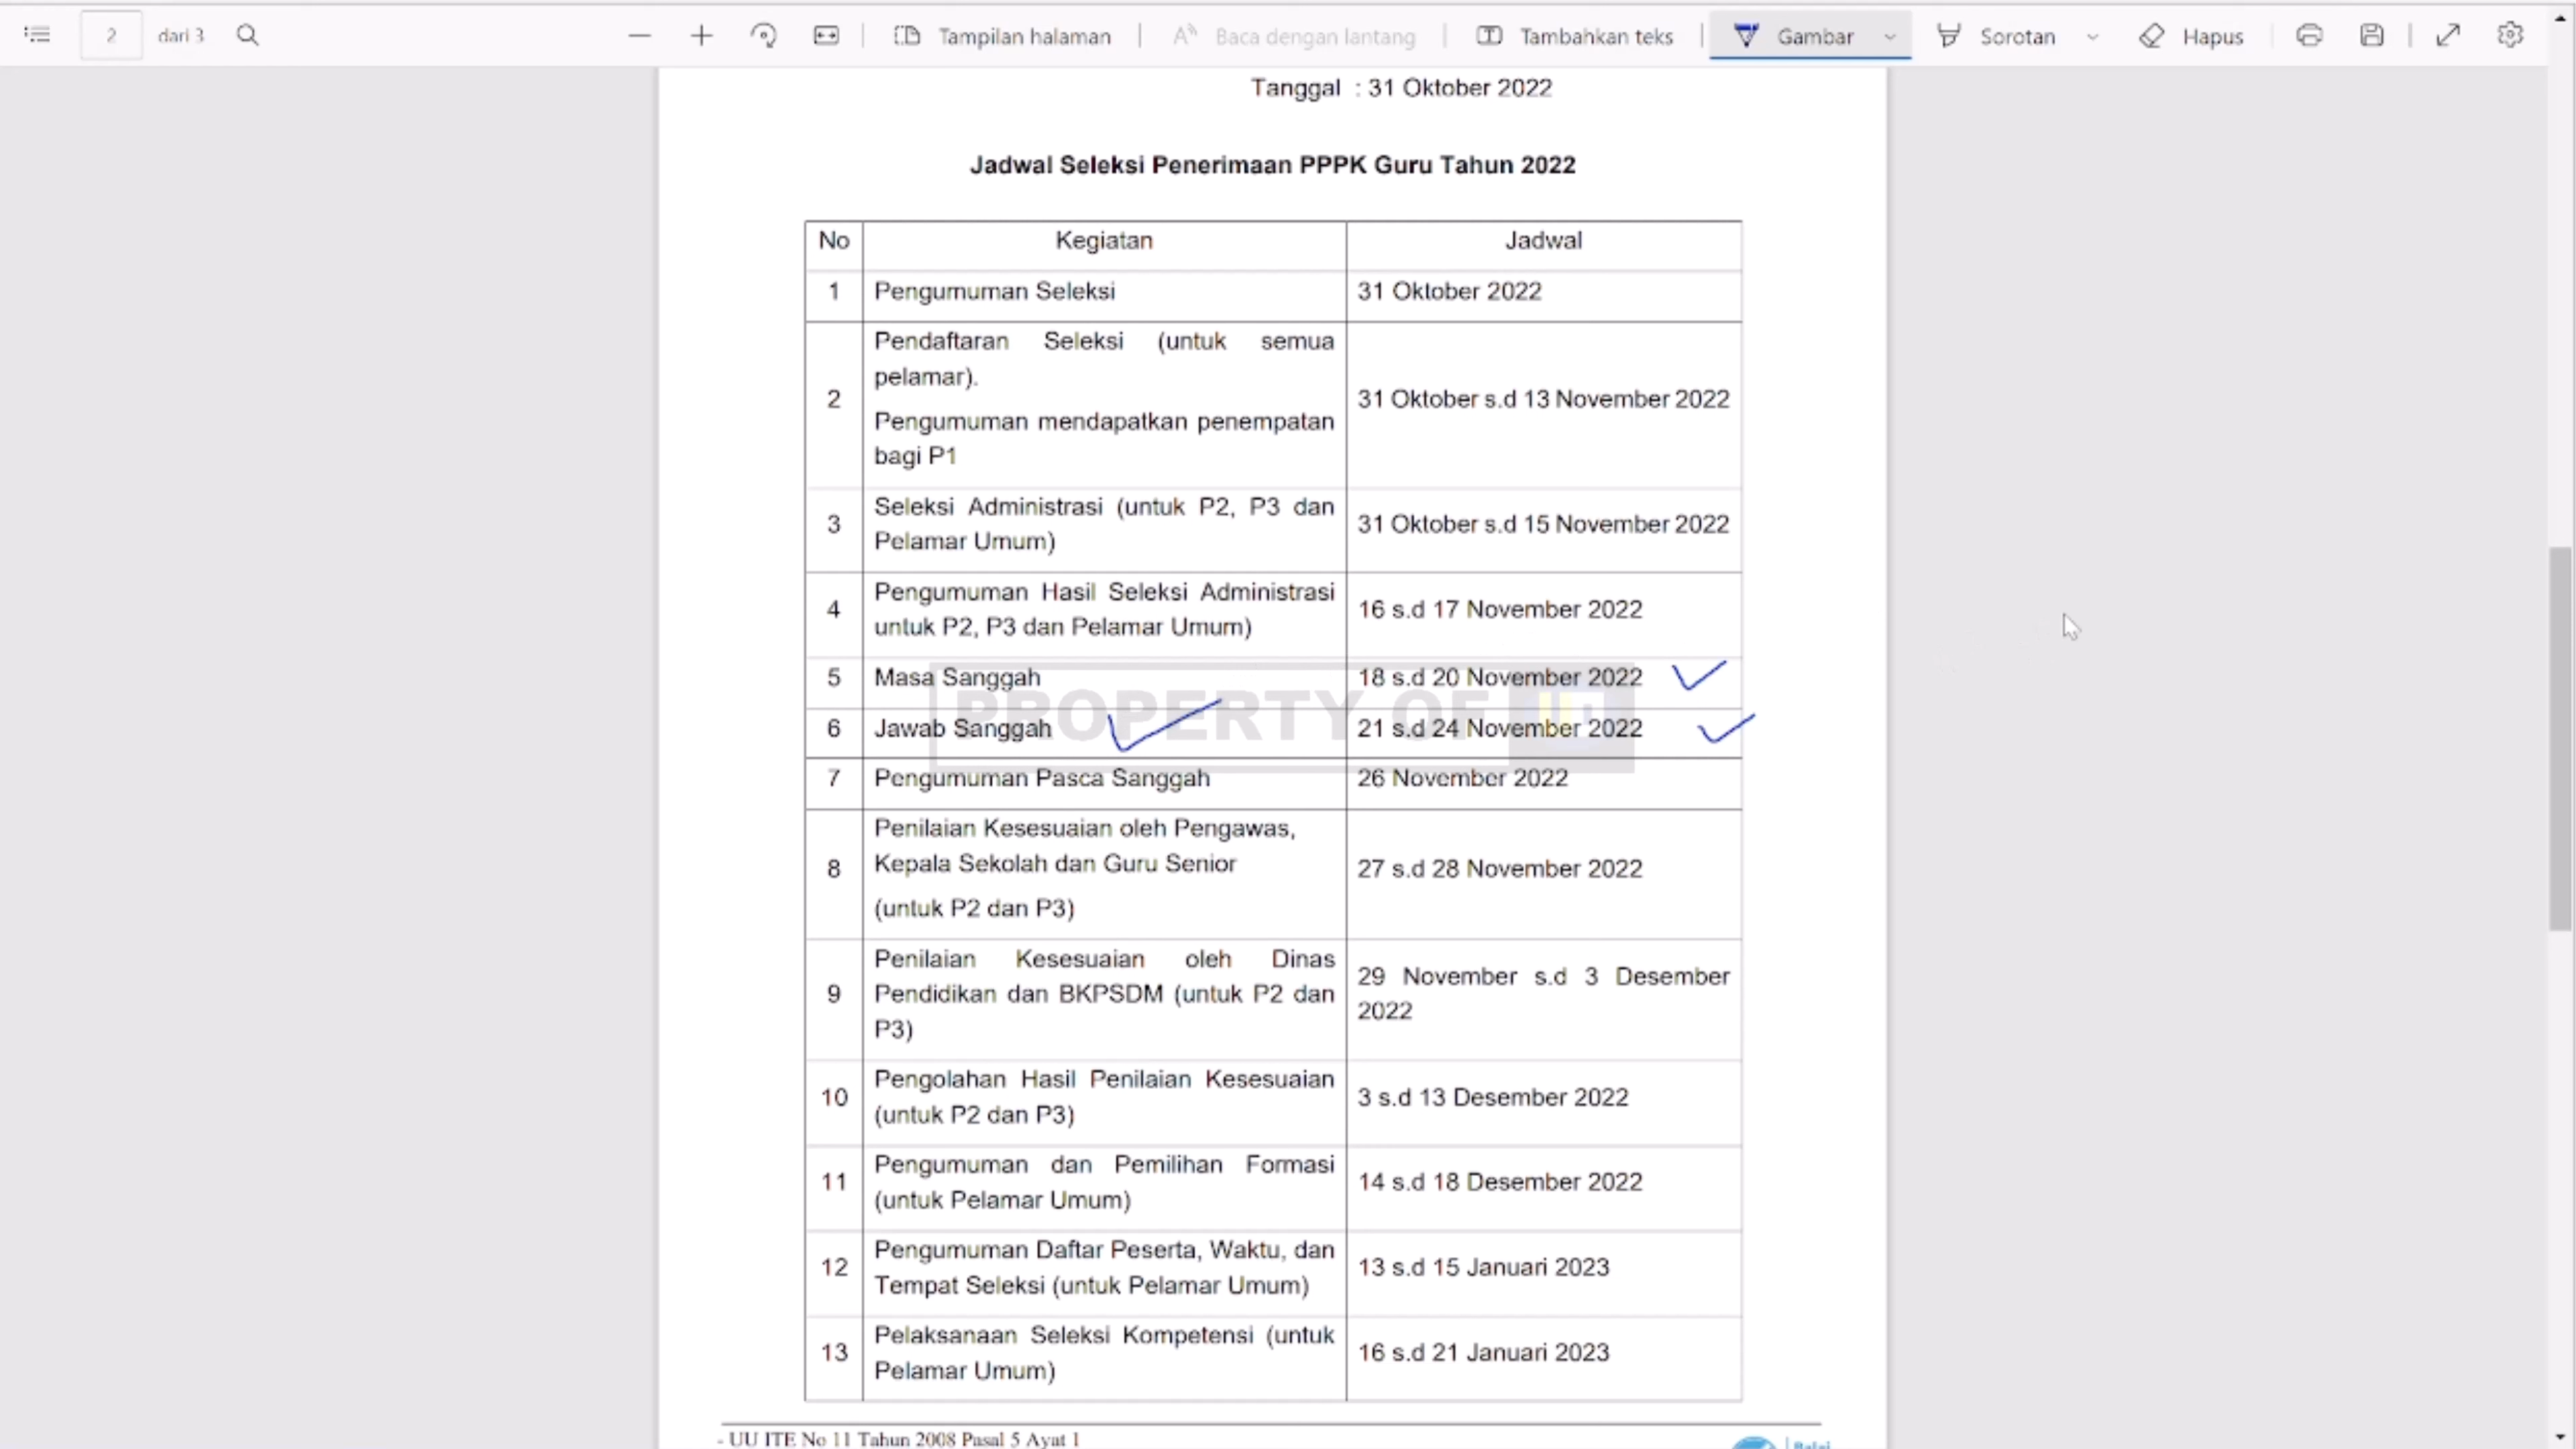 2 dari 3 Tampilan halaman Baca dengan lantang Tambahkan teks Gambar Sorotan Hapus
Tanggal : 31 Oktober 2022
Jadwal Seleksi Penerimaan PPPK Guru Tahun 2022
No Kegiatan Jadwal
1 Pengumuman Seleksi 31 Oktober 2022
Pendaftaran Seleksi (untuk semua
pelamar).
2 31 Oktober s.d 13 November 2022
Pengumuman mendapatkan penempatan
bagi P1
Seleksi Administrasi (untuk P2, P3 dan
3 31 Oktober s.d 15 November 2022
Pelamar Umum)
Pengumuman Hasil Seleksi Administrasi
4 16 s.d 17 November 2022
untuk P2, P3 dan Pelamar Umum)
5 Masa Sanggah 18 s.d 20 November 2022
PROPERTY OF
6 Jawab Sanggah 21 s.d 24 November 2022
7 Pengumuman Pasca Sanggah 26 November 2022
Penilaian Kesesuaian oleh Pengawas,
8 Kepala Sekolah dan Guru Senior 27 s.d 28 November 2022
(untuk P2 dan P3)
Penilaian Kesesuaian oleh Dinas
29 November s.d 3 Desember
9 Pendidikan dan BKPSDM (untuk P2 dan
2022
P3)
Pengolahan Hasil Penilaian Kesesuaian
10 3 s.d 13 Desember 2022
(untuk P2 dan P3)
Pengumuman dan Pemilihan Formasi
11 14 s.d 18 Desember 2022
(untuk Pelamar Umum)
Pengumuman Daftar Peserta, Waktu, dan
12 13 s.d 15 Januari 2023
Tempat Seleksi (untuk Pelamar Umum)
Pelaksanaan Seleksi Kompetensi (untuk
13 16 s.d 21 Januari 2023
Pelamar Umum)
- UU ITE No 11 Tahun 2008 Pasal 5 Ayat 1